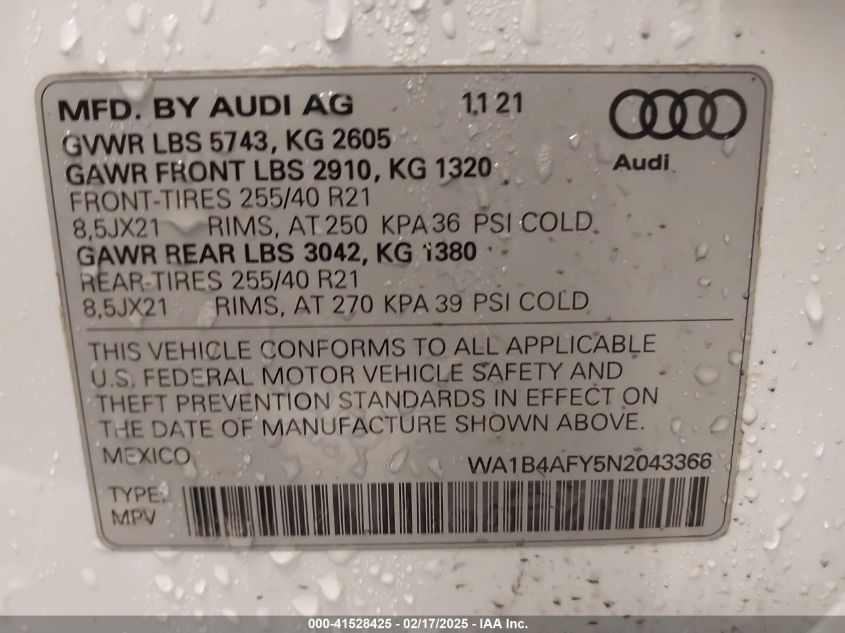 MFD. BY AUDI AG 11 21
GVWR LBS 5743, KG 2605
GAWR FRONT LBS 2910, KG 1320
Audi
FRONT-TIRES 255/40 R21
8,5JX21 RIMS, AT 250 KPA 36 PSI COLD
GAWR REAR LBS 3042, KG 1380
REAR-TIRES 255/40 R21
8,5JX21 RIMS, AT 270 KPA 39 PSI COLD
THIS VEHICLE CONFORMS TO ALL APPLICABLE
U.S. FEDERAL MOTOR VEHICLE SAFETY AND
THEFT PREVENTION STANDARDS IN EFFECT ON
THE DATE OF MANUFACTURE SHOWN ABOVE.
MEXICO
WA1B4AFY5N2043366
TYPE:
MPV
000-41528425 - 02/17/2025 - IAA Inc.